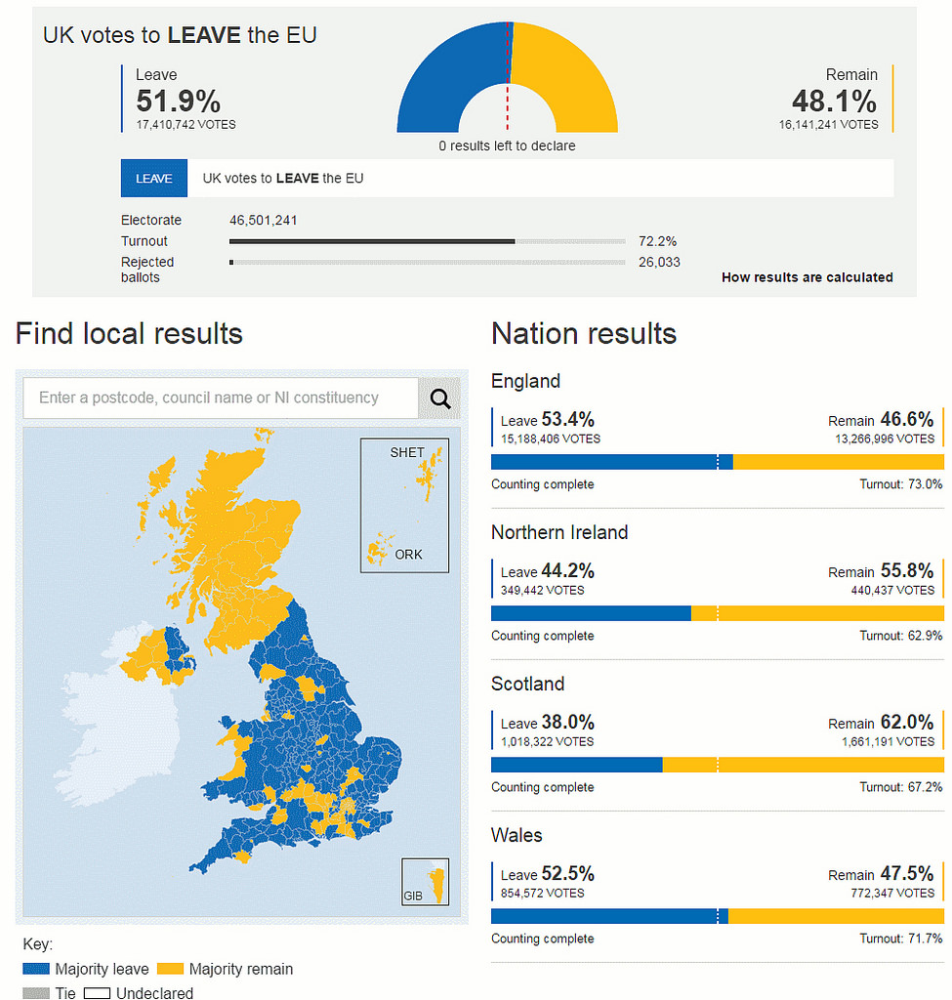 UK votes to LEAVE the EU
Leave
51.9%
17,410,742 VOTES
Remain
48.1%
16,141,241 VOTES
0 results left to declare
LEAVE UK votes to LEAVE the EU
Electorate 46,501,241
Turnout 72.2%
Rejected ballots 26,033
How results are calculated
Find local results
Enter a postcode, council name or NI constituency
SHET
ORK
GIB
Key:
Majority leave Majority remain
Tie Undeclared
Nation results
England
Leave 53.4% Remain 46.6%
15,188,406 VOTES 13,266,996 VOTES
Counting complete Turnout: 73.0%
Northern Ireland
Leave 44.2% Remain 55.8%
349,442 VOTES 440,437 VOTES
Counting complete Turnout: 62.9%
Scotland
Leave 38.0% Remain 62.0%
1,018,322 VOTES 1,661,191 VOTES
Counting complete Turnout: 67.2%
Wales
Leave 52.5% Remain 47.5%
854,572 VOTES 772,347 VOTES
Counting complete Turnout: 71.7%